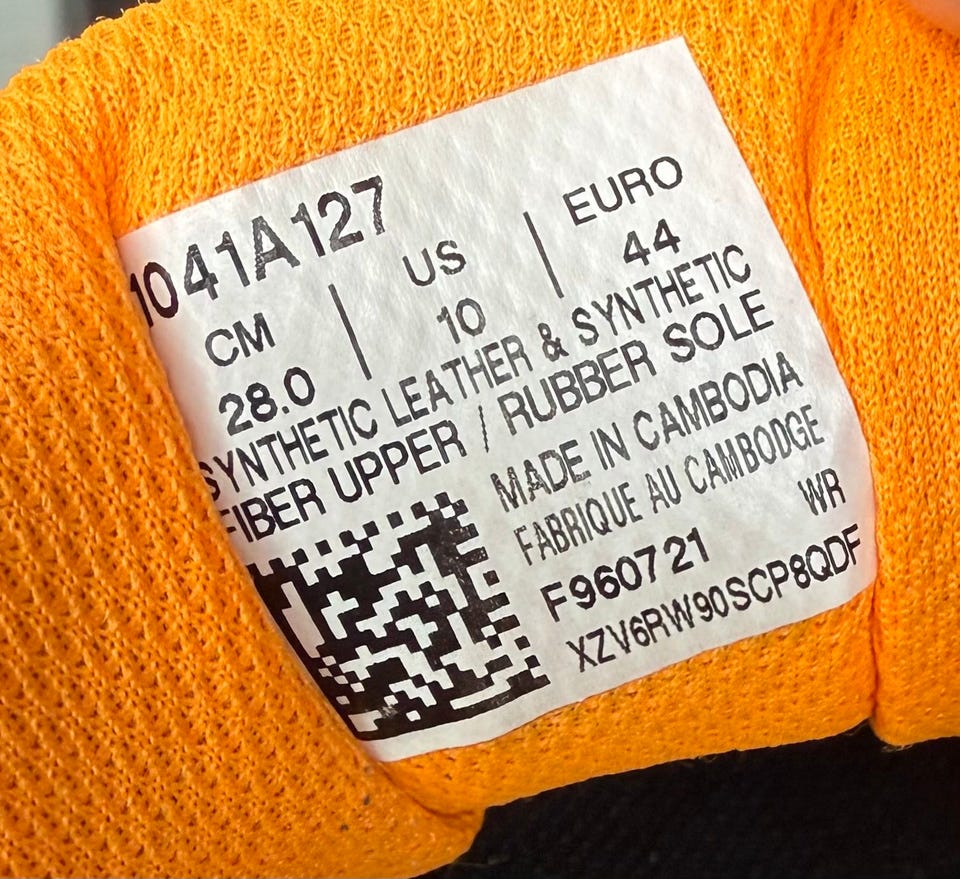 1041A127
CM | US | EURO
28.0 10 44
SYNTHETIC LEATHER & SYNTHETIC
FIBER UPPER / RUBBER SOLE
MADE IN CAMBODIA
FABRIQUE AU CAMBODGE
WR
F960721
XZV6RW90SCP8QDF